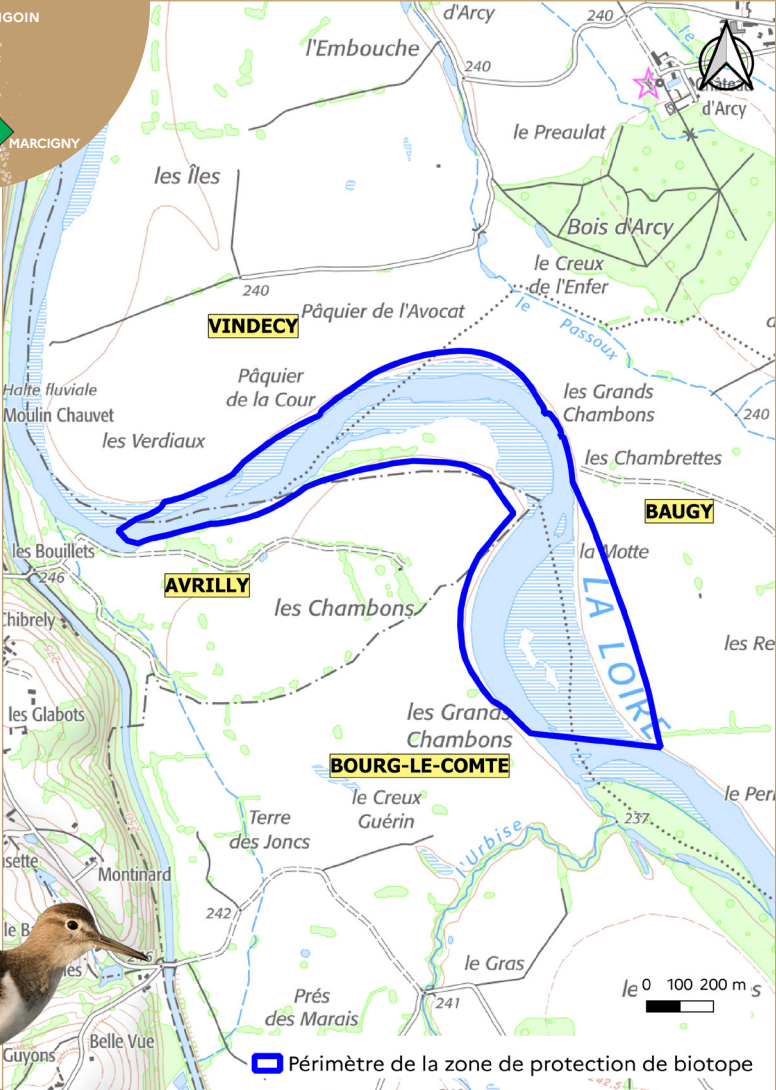 MARCIGNY
d'Arcy
240
l'Embouche
240
Château
d'Arcy
le Preaulat
les Îles
Bois d'Arcy
le Creux
de l'Enfer
240
Pâquier de l'Avocat
le Passoux
VINDECY
Pâquier
de la Cour
Halte fluviale
Moulin Chauvet
les Grands
Chambons
240
les Verdiaux
les Chambrettes
BAUGY
les Bouillets
la Motte
246
AVRILLY
les Chambons
LA LOIRE
les Glabots
les Grands
Chambons
BOURG-LE-COMTE
le Creux
Guérin
Terre
des Joncs
237
l'Urbise
Montinard
242
le Gras
0 100 200 m
Prés
des Marais
241
Belle Vue
Guyons
Périmètre de la zone de protection de biotope